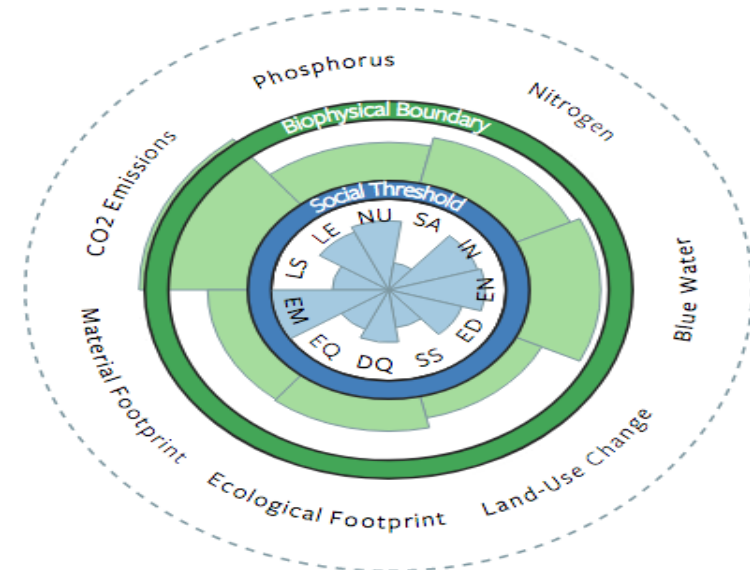 Phosphorus
Nitrogen
Biophysical Boundary
CO2 Emissions
Social Threshold
NU
SA
LE
IN
LS
EN
Blue Water
EM
ED
EQ
SS
DQ
Material Footprint
Land-Use Change
Ecological Footprint